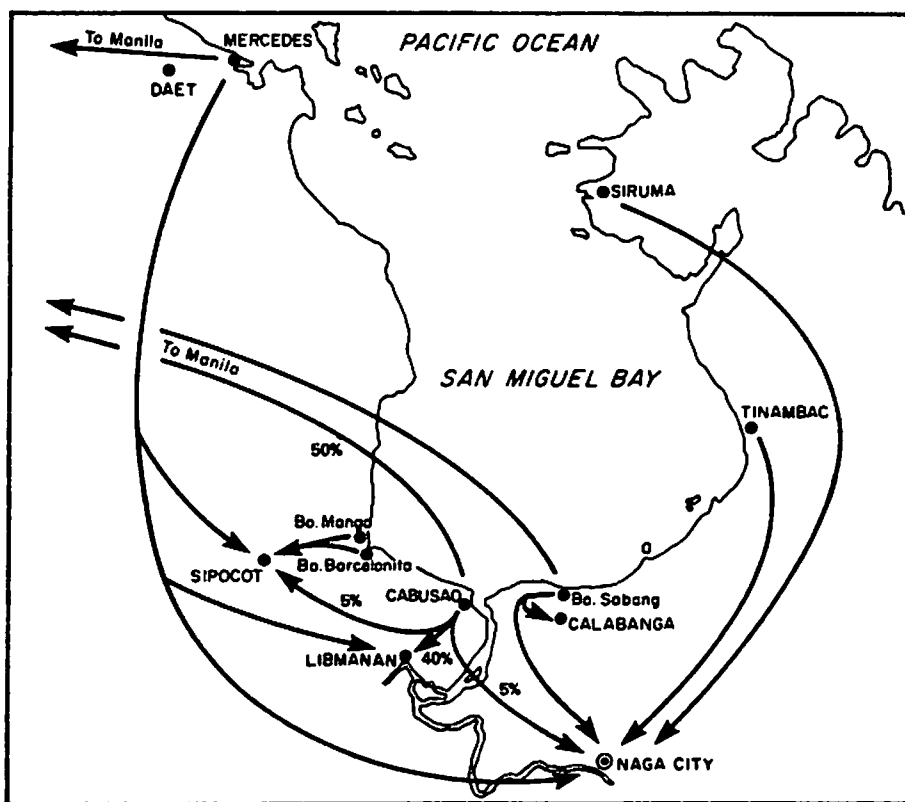 To Manila
MERCEDES
PACIFIC OCEAN
DAET
SIRUMA
To Manila
SAN MIGUEL BAY
TINAMBAC
50%
Bo. Manga
Bo. Barcelonita
SIPOCOT
5%
CABUSAO
Bo. Sabang
CALABANGA
LIBMANAN
40%
5%
NAGA CITY